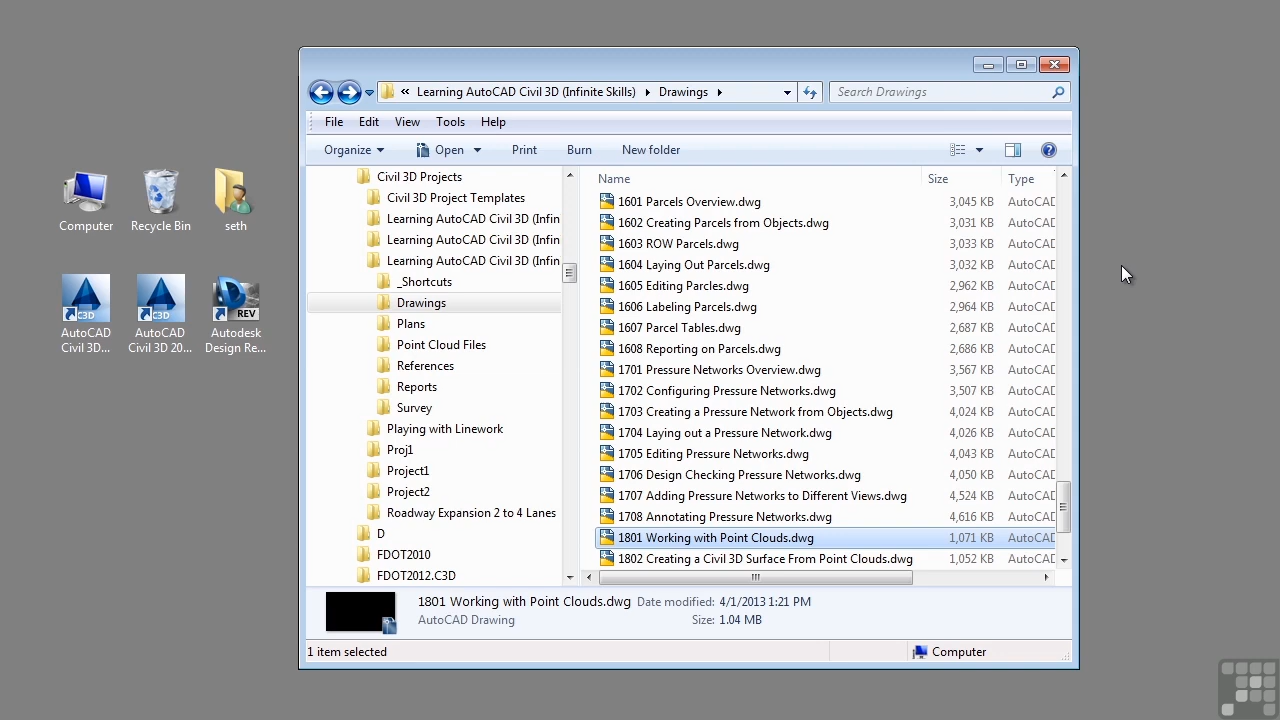 Computer
Recycle Bin
seth
C3D
AutoCAD
Civil 3D...
C3D
AutoCAD
Civil 3D 20...
REV
Autodesk
Design Re...
« Learning AutoCAD Civil 3D (Infinite Skills) Drawings
Search Drawings
File Edit View Tools Help
Organize Open Print Burn New folder
Civil 3D Projects
Civil 3D Project Templates
Learning AutoCAD Civil 3D (Infin
Learning AutoCAD Civil 3D (Infin
Learning AutoCAD Civil 3D (Infin
_Shortcuts
Drawings
Plans
Point Cloud Files
References
Reports
Survey
Playing with Linework
Proj1
Project1
Project2
Roadway Expansion 2 to 4 Lanes
D
FDOT2010
FDOT2012.C3D
Name Size Type
1601 Parcels Overview.dwg 3,045 KB AutoCAD
1602 Creating Parcels from Objects.dwg 3,031 KB AutoCAD
1603 ROW Parcels.dwg 3,033 KB AutoCAD
1604 Laying Out Parcels.dwg 3,032 KB AutoCAD
1605 Editing Parcles.dwg 2,962 KB AutoCAD
1606 Labeling Parcels.dwg 2,964 KB AutoCAD
1607 Parcel Tables.dwg 2,687 KB AutoCAD
1608 Reporting on Parcels.dwg 2,686 KB AutoCAD
1701 Pressure Networks Overview.dwg 3,567 KB AutoCAD
1702 Configuring Pressure Networks.dwg 3,507 KB AutoCAD
1703 Creating a Pressure Network from Objects.dwg 4,024 KB AutoCAD
1704 Laying out a Pressure Network.dwg 4,026 KB AutoCAD
1705 Editing Pressure Networks.dwg 4,043 KB AutoCAD
1706 Design Checking Pressure Networks.dwg 4,050 KB AutoCAD
1707 Adding Pressure Networks to Different Views.dwg 4,524 KB AutoCAD
1708 Annotating Pressure Networks.dwg 4,616 KB AutoCAD
1801 Working with Point Clouds.dwg 1,071 KB AutoCAD
1802 Creating a Civil 3D Surface From Point Clouds.dwg 1,052 KB AutoCAD
1801 Working with Point Clouds.dwg Date modified: 4/1/2013 1:21 PM
AutoCAD Drawing Size: 1.04 MB
1 item selected Computer